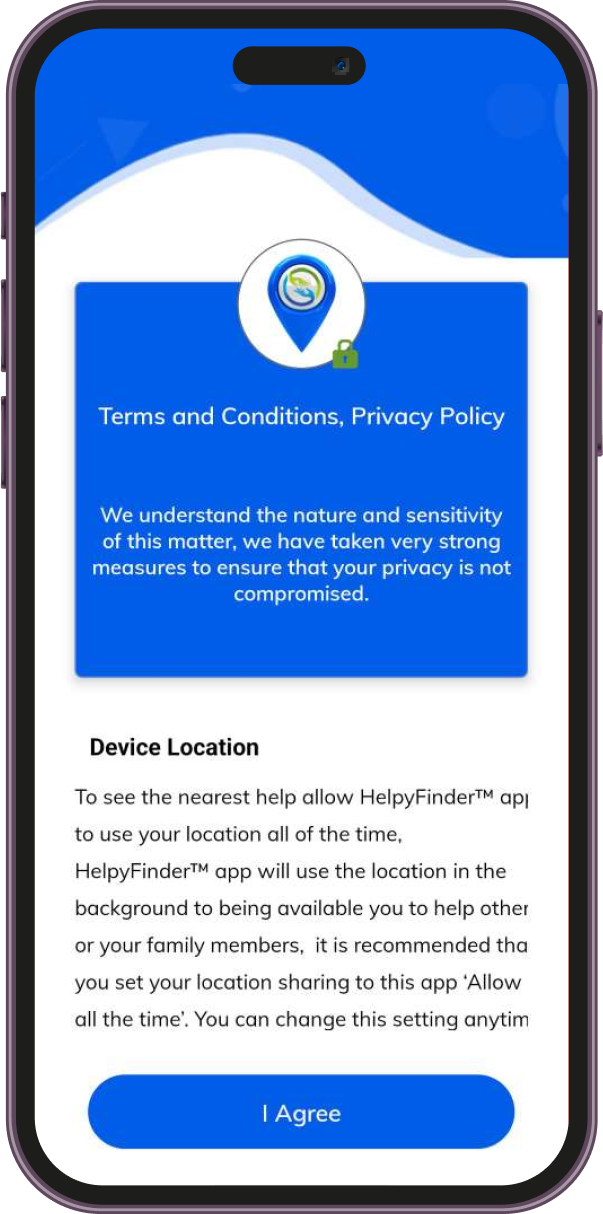 Terms and Conditions, Privacy Policy
We understand the nature and sensitivity
of this matter, we have taken very strong
measures to ensure that your privacy is not
compromised.
Device Location
To see the nearest help allow HelpyFinder™ app
to use your location all of the time,
HelpyFinder™ app will use the location in the
background to being available you to help other
or your family members,  it is recommended tha
you set your location sharing to this app ‘Allow
all the time’. You can change this setting anytim
I Agree